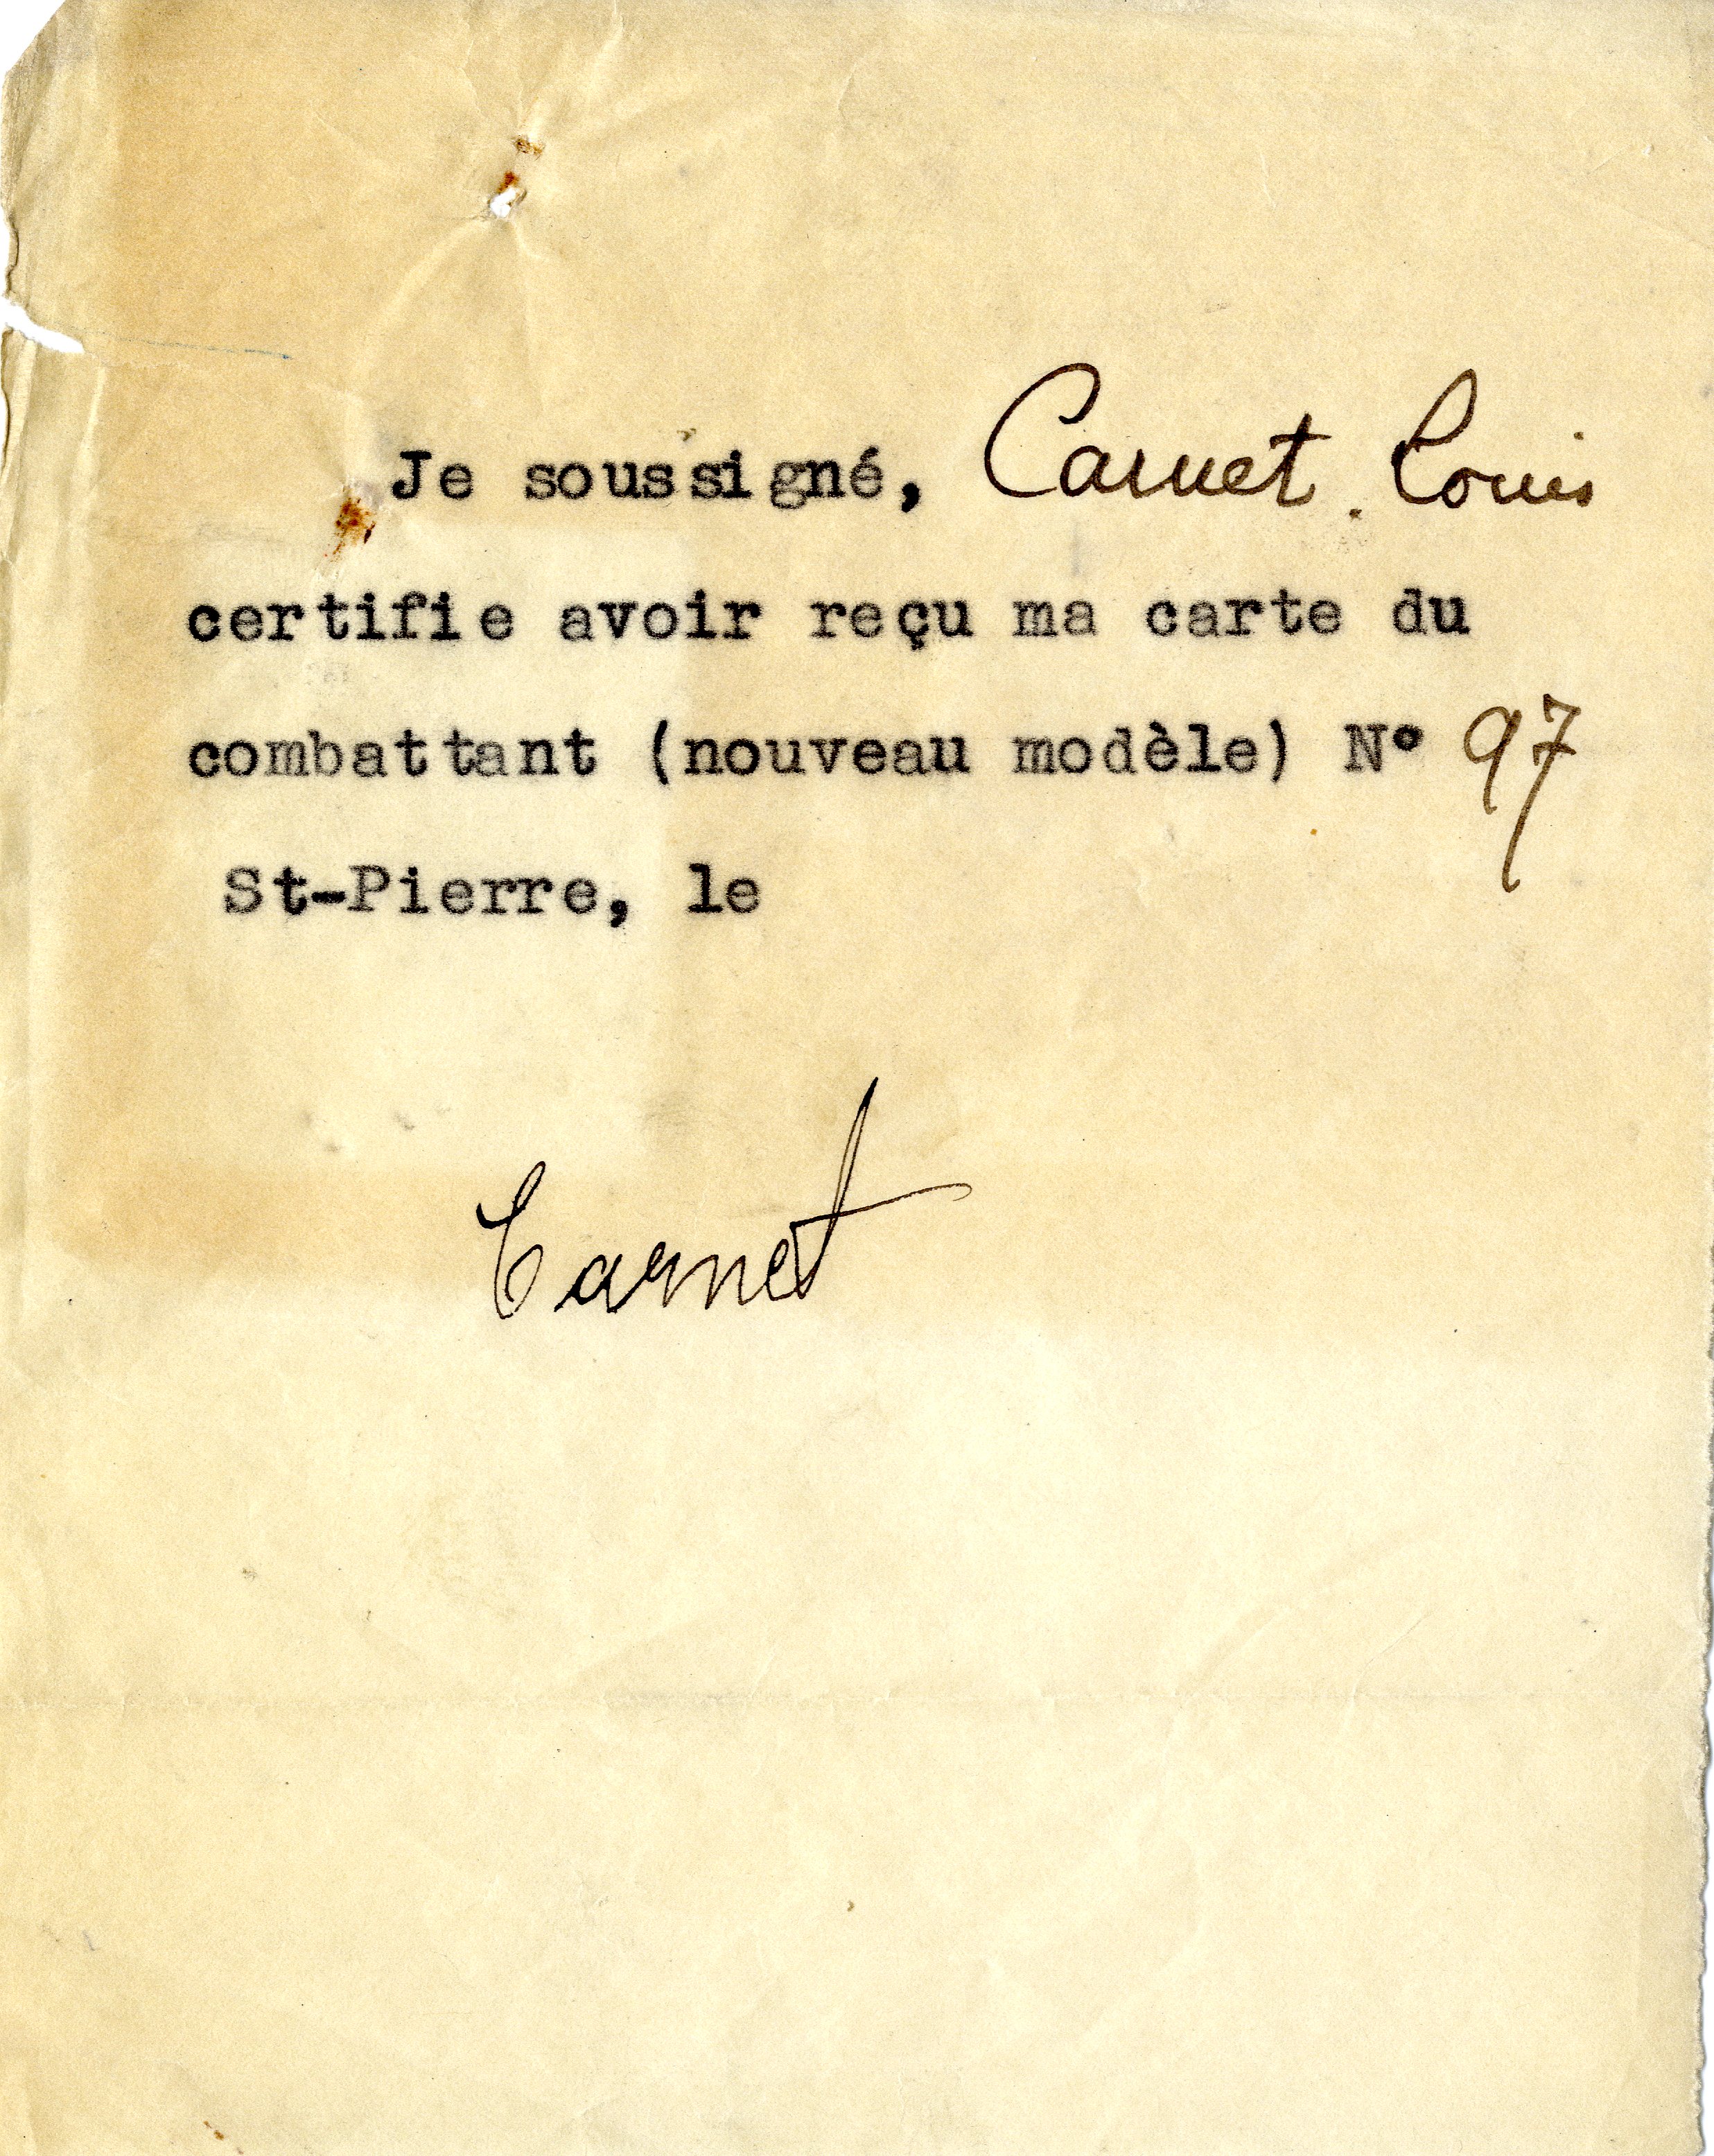 Je soussigné, Carnet. Louis
certifie avoir reçu ma carte du
combattant (nouveau modèle) N° 97
St-Pierre, le
Carnet